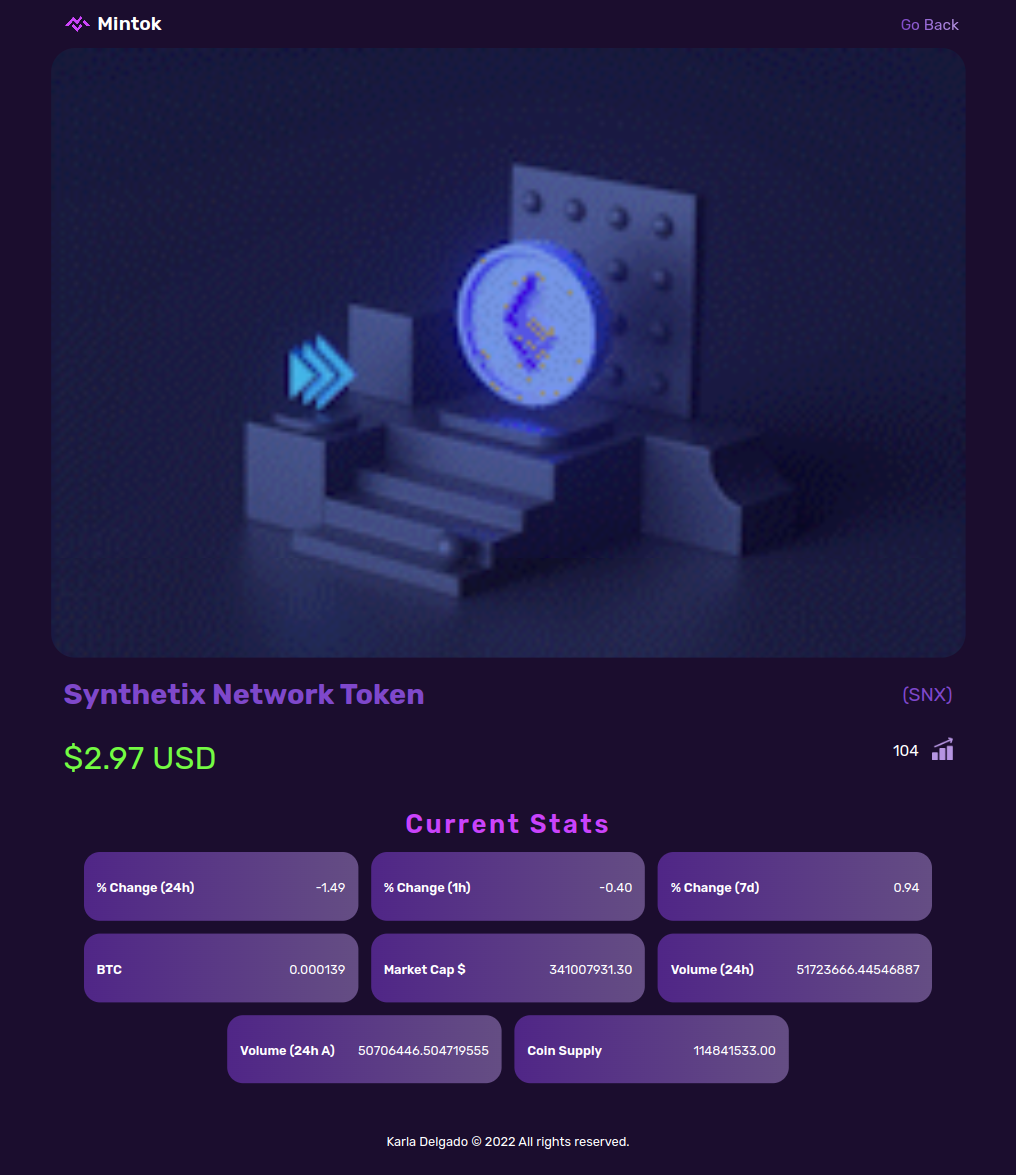 Mintok
Go Back
Synthetix Network Token
(SNX)
$2.97 USD
104
Current Stats
% Change (24h) -1.49
% Change (1h) -0.40
% Change (7d) 0.94
BTC 0.000139
Market Cap $ 341007931.30
Volume (24h) 51723666.44546887
Volume (24h A) 50706446.504719555
Coin Supply 114841533.00
Karla Delgado © 2022 All rights reserved.